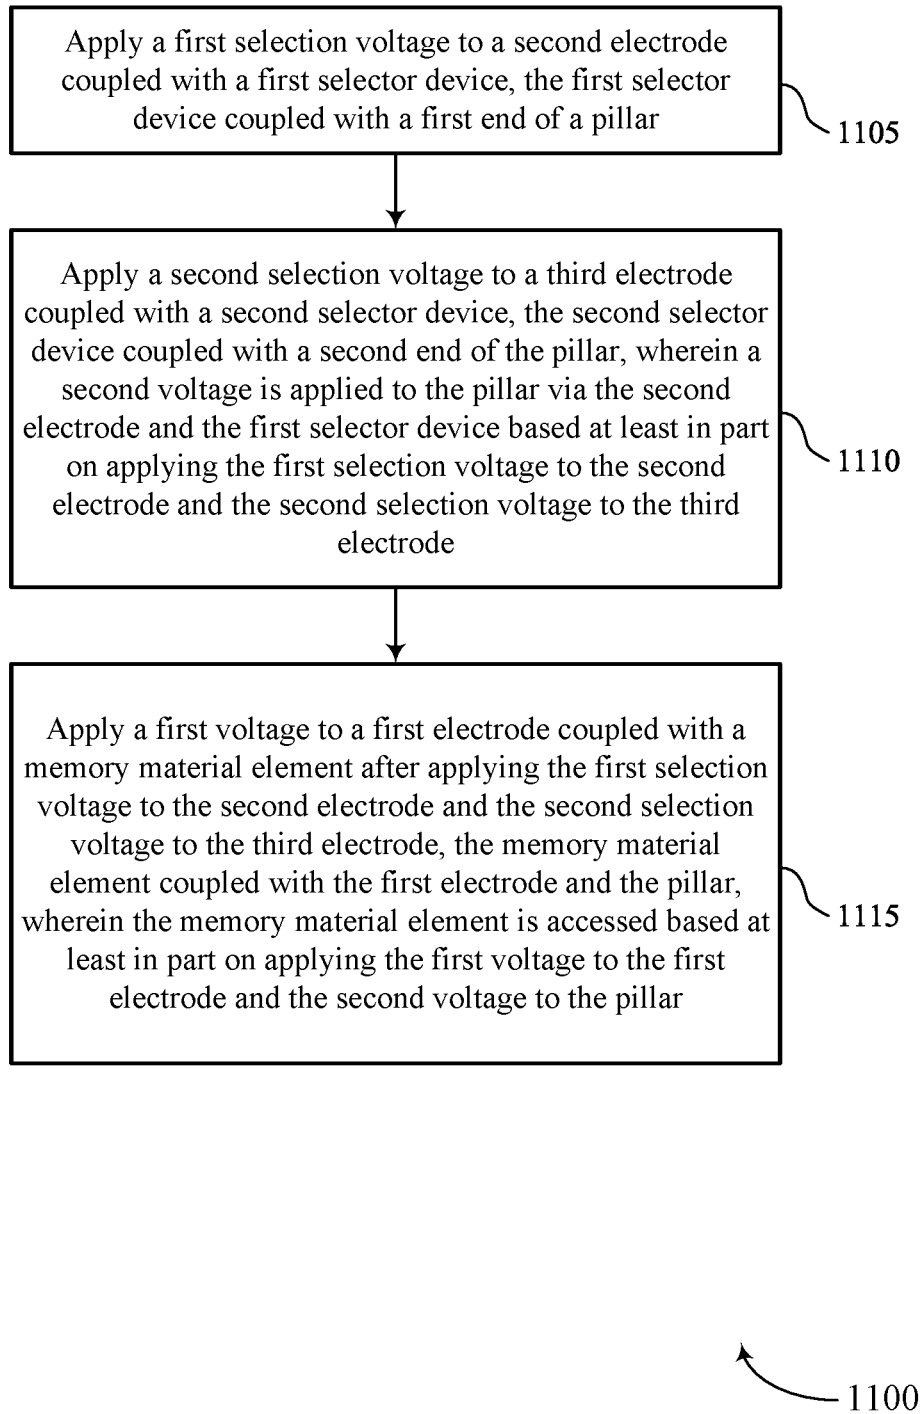 Apply a first selection voltage to a second electrode
coupled with a first selector device, the first selector
device coupled with a first end of a pillar
1105
Apply a second selection voltage to a third electrode
coupled with a second selector device, the second selector
device coupled with a second end of the pillar, wherein a
second voltage is applied to the pillar via the second
electrode and the first selector device based at least in part
on applying the first selection voltage to the second
electrode and the second selection voltage to the third
electrode
1110
Apply a first voltage to a first electrode coupled with a
memory material element after applying the first selection
voltage to the second electrode and the second selection
voltage to the third electrode, the memory material
element coupled with the first electrode and the pillar,
wherein the memory material element is accessed based at
least in part on applying the first voltage to the first
electrode and the second voltage to the pillar
1115
1100